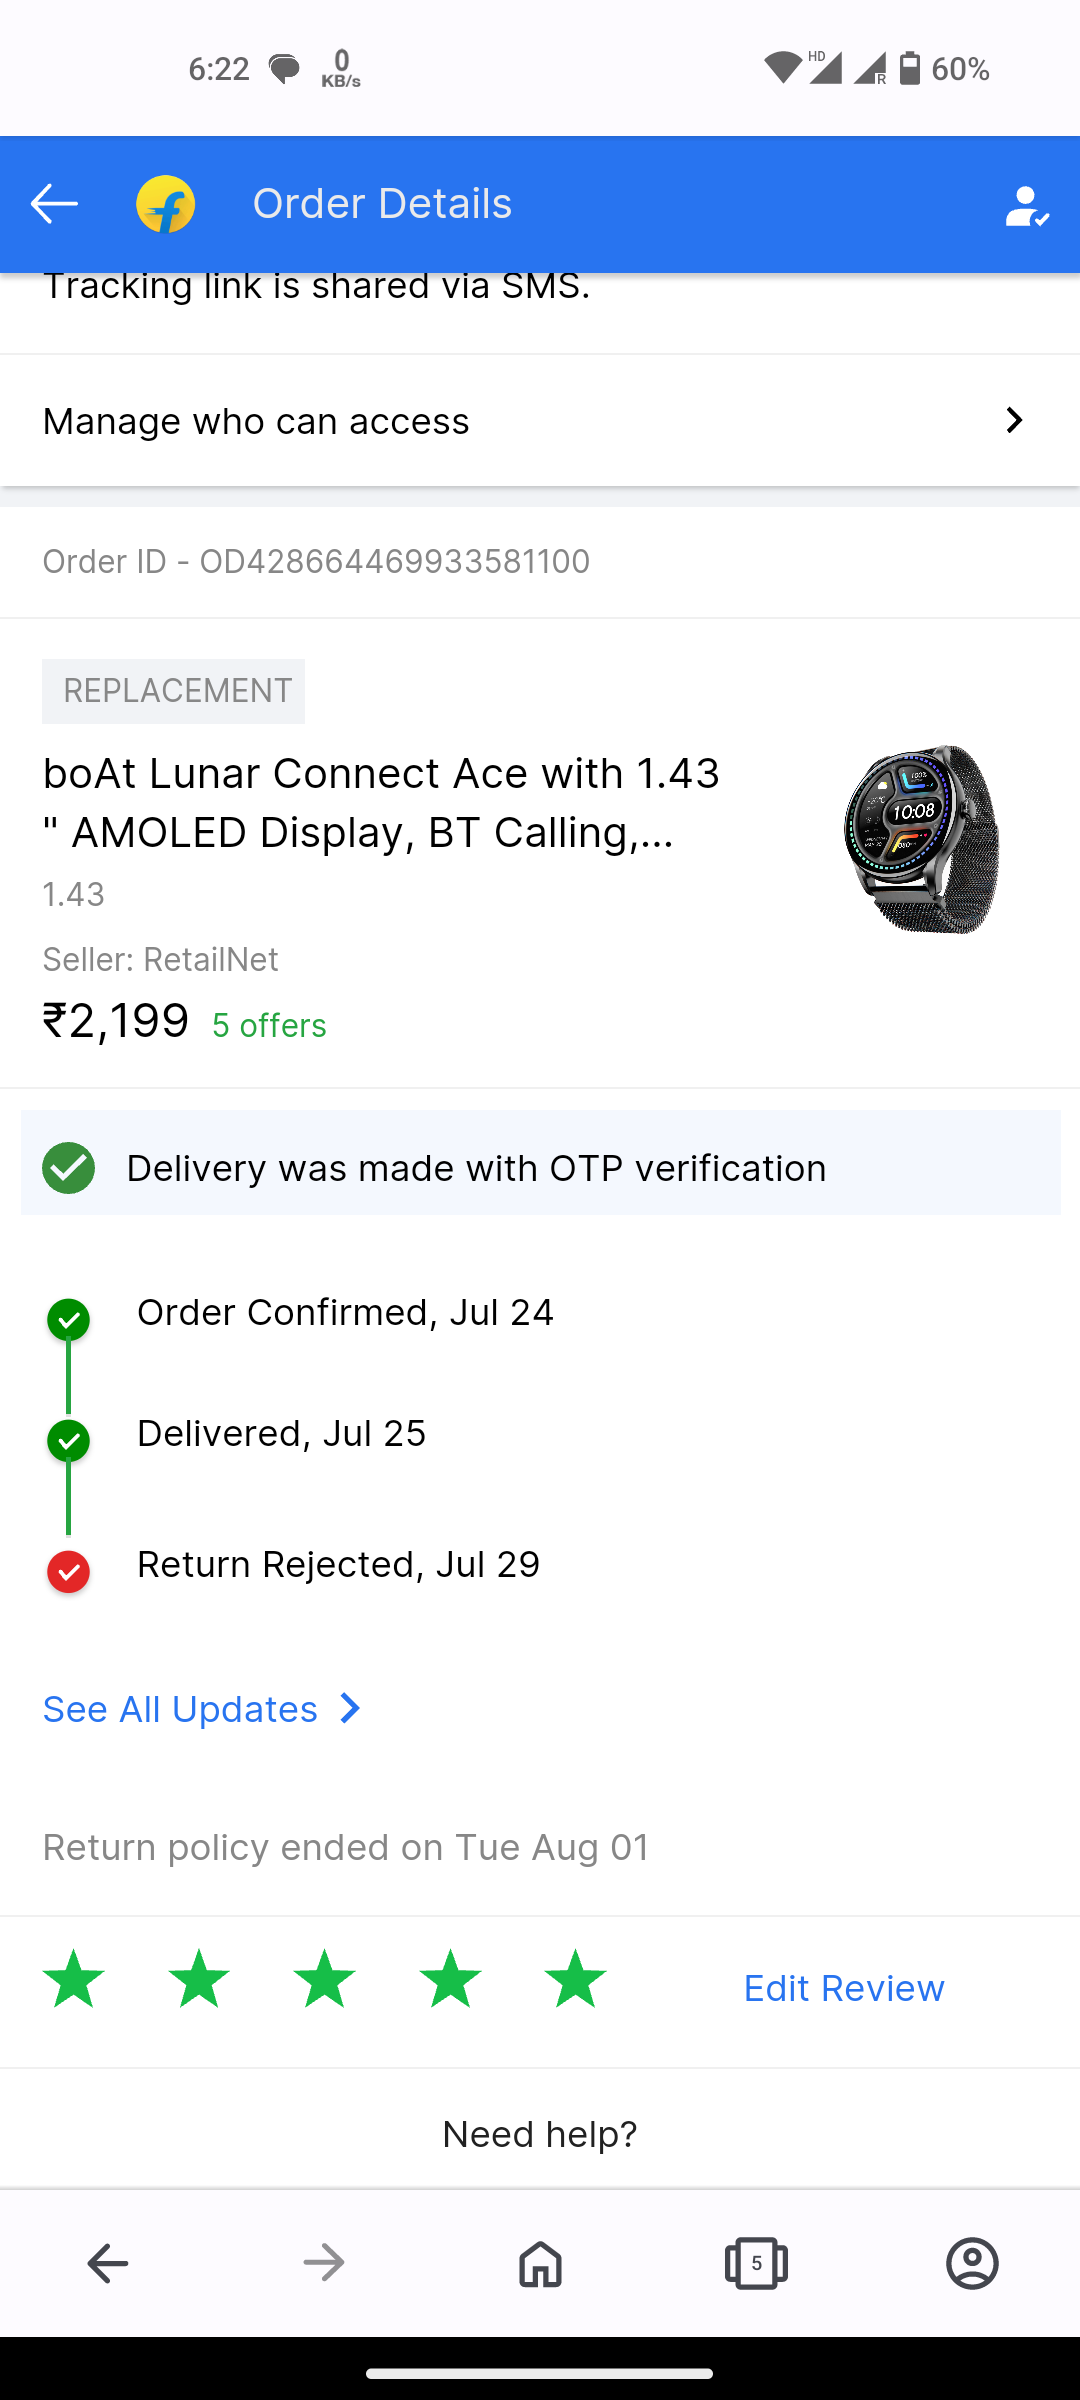 6:22
0
KB/s
HD
R
60%
Order Details
Tracking link is shared via SMS.
Manage who can access
Order ID - OD428664469933581100
REPLACEMENT
boAt Lunar Connect Ace with 1.43
" AMOLED Display, BT Calling,...
1.43
Seller: RetailNet
₹2,199 5 offers
100%
10:08
Delivery was made with OTP verification
Order Confirmed, Jul 24
Delivered, Jul 25
Return Rejected, Jul 29
See All Updates
Return policy ended on Tue Aug 01
Edit Review
Need help?
5